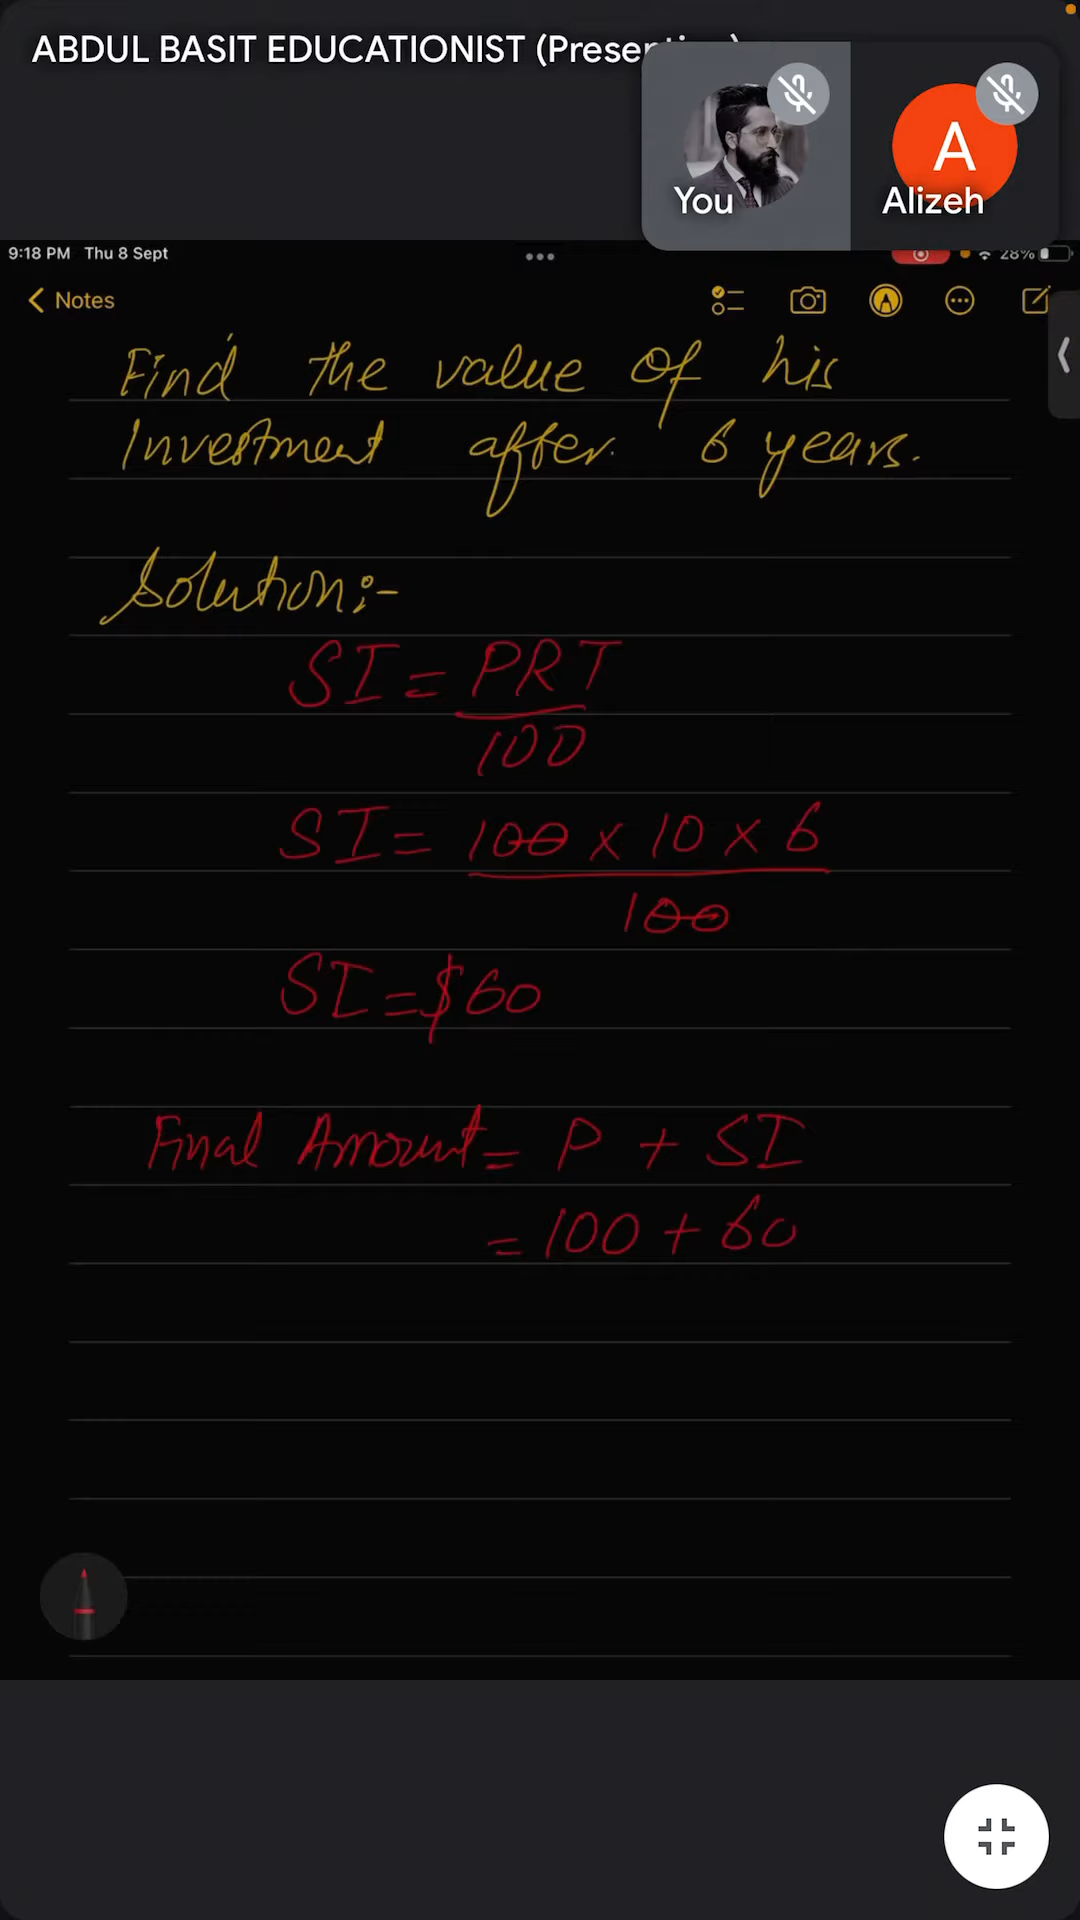 ABDUL BASIT EDUCATIONIST
You
Alizeh
9:18 PM Thu 8 Sept
28%
Notes
Find the value of his
Investment after 6 years.
Solution:-
SI = PRT
100
SI = 100 x 10 x 6
100
SI = $60
Final Amount = P + SI
= 100 + 60